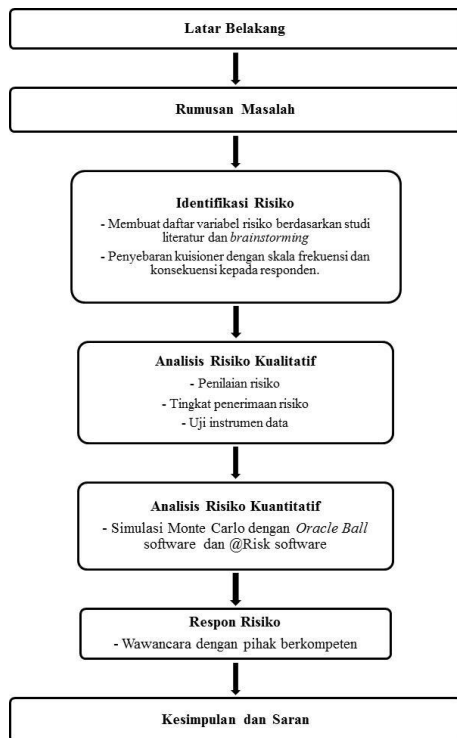 Latar Belakang
Rumusan Masalah
Identifikasi Risiko
- Membuat daftar variabel risiko berdasarkan studi
literatur dan brainstorming
- Penyebaran kuisioner dengan skala frekuensi dan
konsekuensi kepada responden.
Analisis Risiko Kualitatif
- Penilaian risiko
- Tingkat penerimaan risiko
- Uji instrumen data
Analisis Risiko Kuantitatif
- Simulasi Monte Carlo dengan Oracle Ball
software dan @Risk software
Respon Risiko
- Wawancara dengan pihak berkompeten
Kesimpulan dan Saran